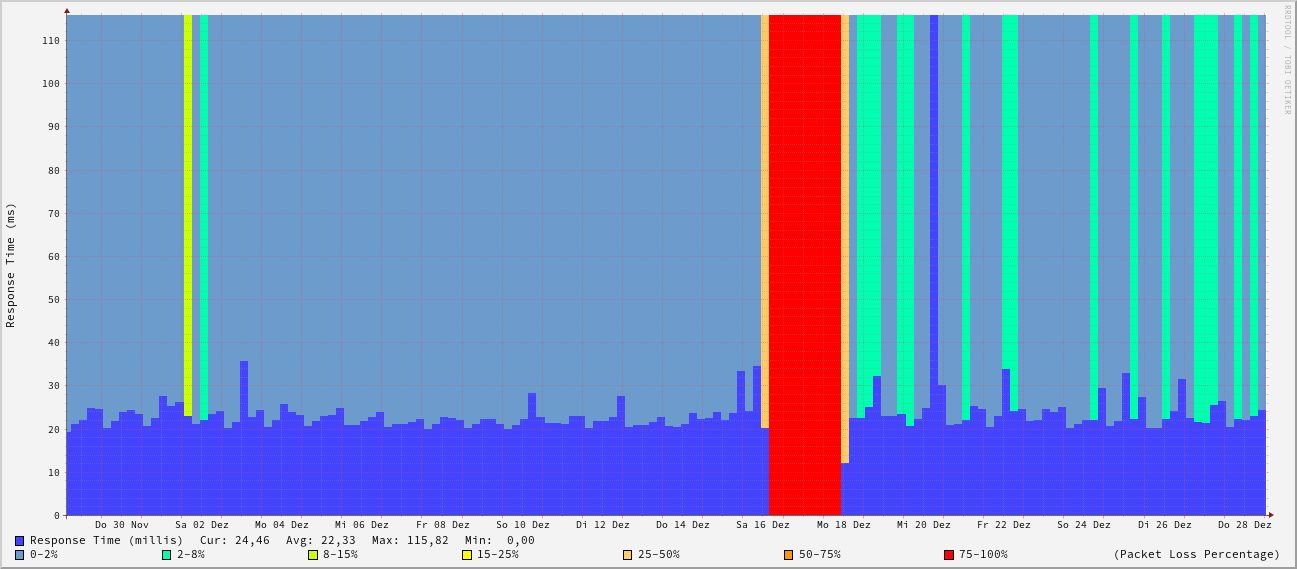 RRDTOOL / TOBI OETIKER
Response Time (ms)
110
100
90
80
70
60
50
40
30
20
10
0
Do 30 Nov Sa 02 Dez Mo 04 Dez Mi 06 Dez Fr 08 Dez So 10 Dez Di 12 Dez Do 14 Dez Sa 16 Dez Mo 18 Dez Mi 20 Dez Fr 22 Dez So 24 Dez Di 26 Dez Do 28 Dez
Response Time (millis) Cur: 24,46 Avg: 22,33 Max: 115,82 Min: 0,00
0-2% 2-8% 8-15% 15-25% 25-50% 50-75% 75-100% (Packet Loss Percentage)